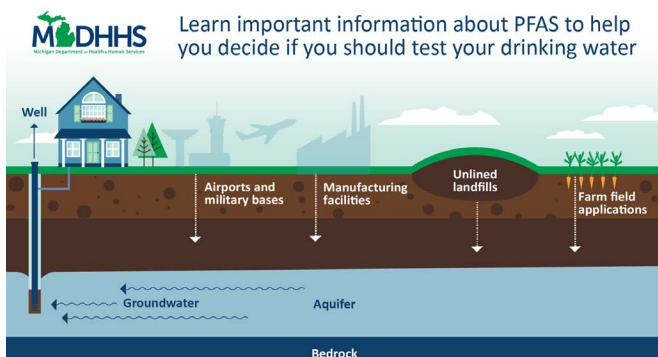 MDHHS
Michigan Department of Health & Human Services
Learn important information about PFAS to help
you decide if you should test your drinking water
Well
Airports and
military bases
Manufacturing
facilities
Unlined
landfills
Farm field
applications
Groundwater
Aquifer
Bedrock